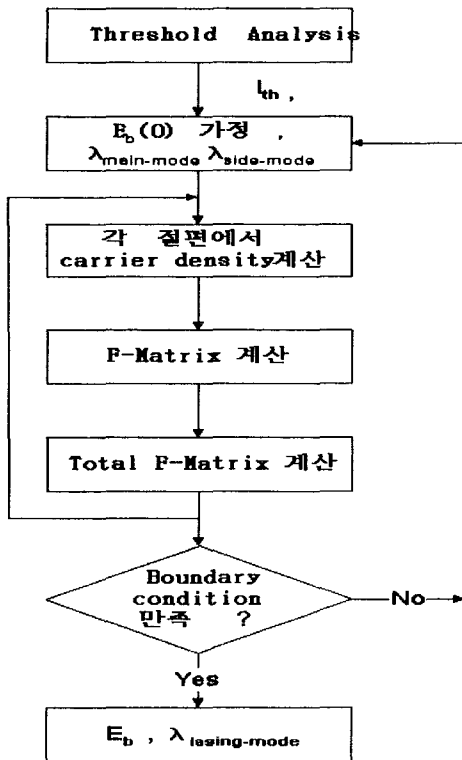 Threshold Analysis
Ith ,
Eb(0) 가정 ,
λmain-mode λside-mode
각 절편에서
carrier density계산
F-Matrix 계산
Total F-Matrix 계산
Boundary
condition
만족 ?
No
Yes
Eb , λlasing-mode